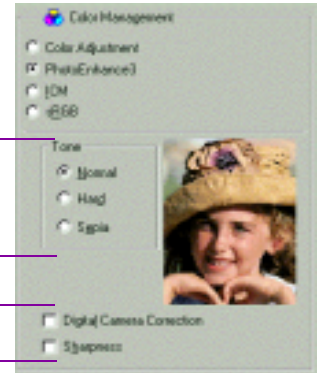 Color Management
Color Adjustment
PhotoEnhance3
ICM
sRGB
Tone
Normal
Hard
Sepia
Digital Camera Correction
Sharpness